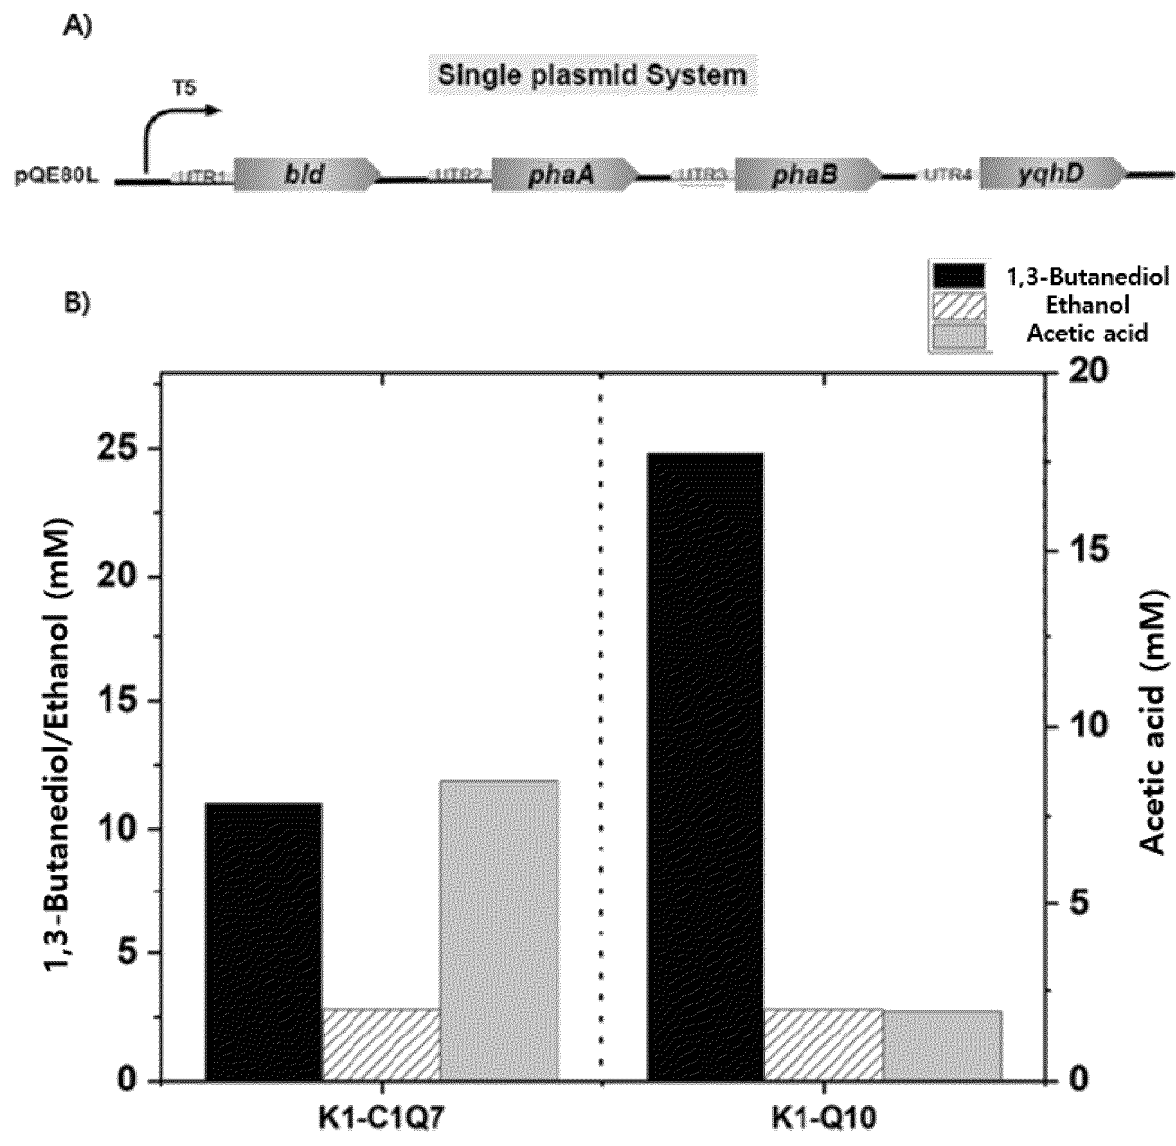 A)
Single plasmid System
T5
pQE80L
UTR1
bld
UTR2
phaA
UTR3
phaB
UTR4
yqhD
B)
1,3-Butanediol
Ethanol
Acetic acid
1,3-Butanediol/Ethanol (mM)
25
20
15
10
5
0
20
15
10
5
0
Acetic acid (mM)
K1-C1Q7
K1-Q10